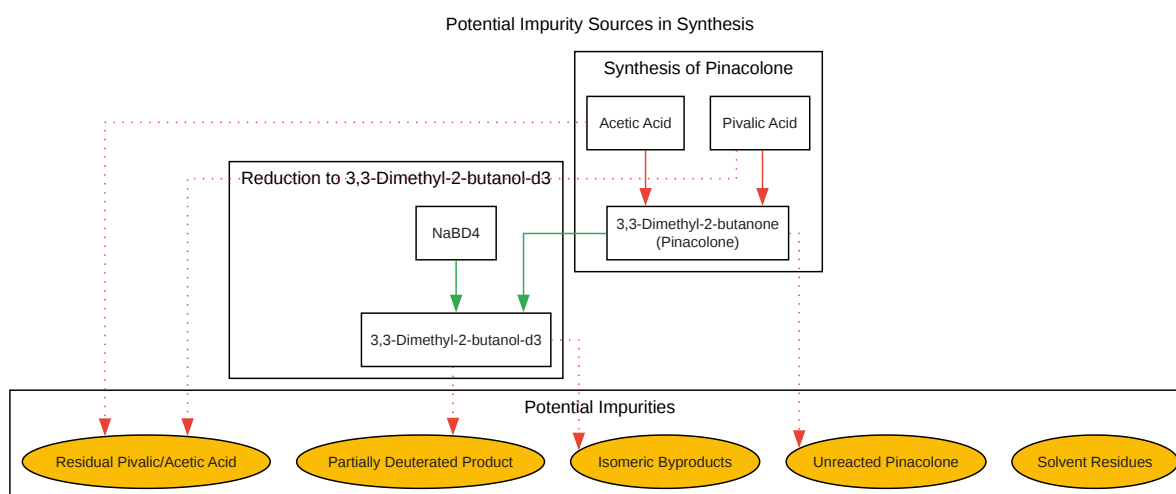 Potential Impurity Sources in Synthesis
Synthesis of Pinacolone
Acetic Acid
Pivalic Acid
Reduction to 3,3-Dimethyl-2-butanol-d3
NaBD4
3,3-Dimethyl-2-butanone
(Pinacolone)
3,3-Dimethyl-2-butanol-d3
Potential Impurities
Residual Pivalic/Acetic Acid
Partially Deuterated Product
Isomeric Byproducts
Unreacted Pinacolone
Solvent Residues